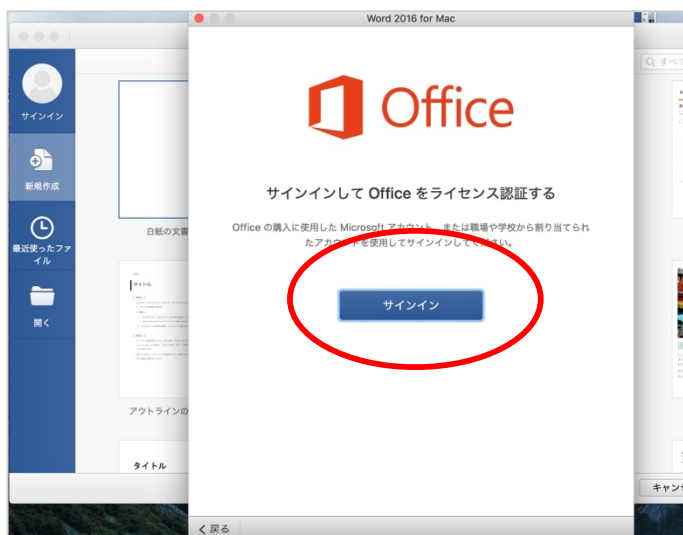 Word 2016 for Mac
サインイン
新規作成
最近使ったファ
イル
開く
白紙の文書
タイトル
アウトラインの
タイトル
Office
サインインして Office をライセンス認証する
Office の購入に使用した Microsoft アカウント、または職場や学校から割り当てられ
たアカウントを使用してサインインしてください。
サインイン
戻る
すべて
キャンセ